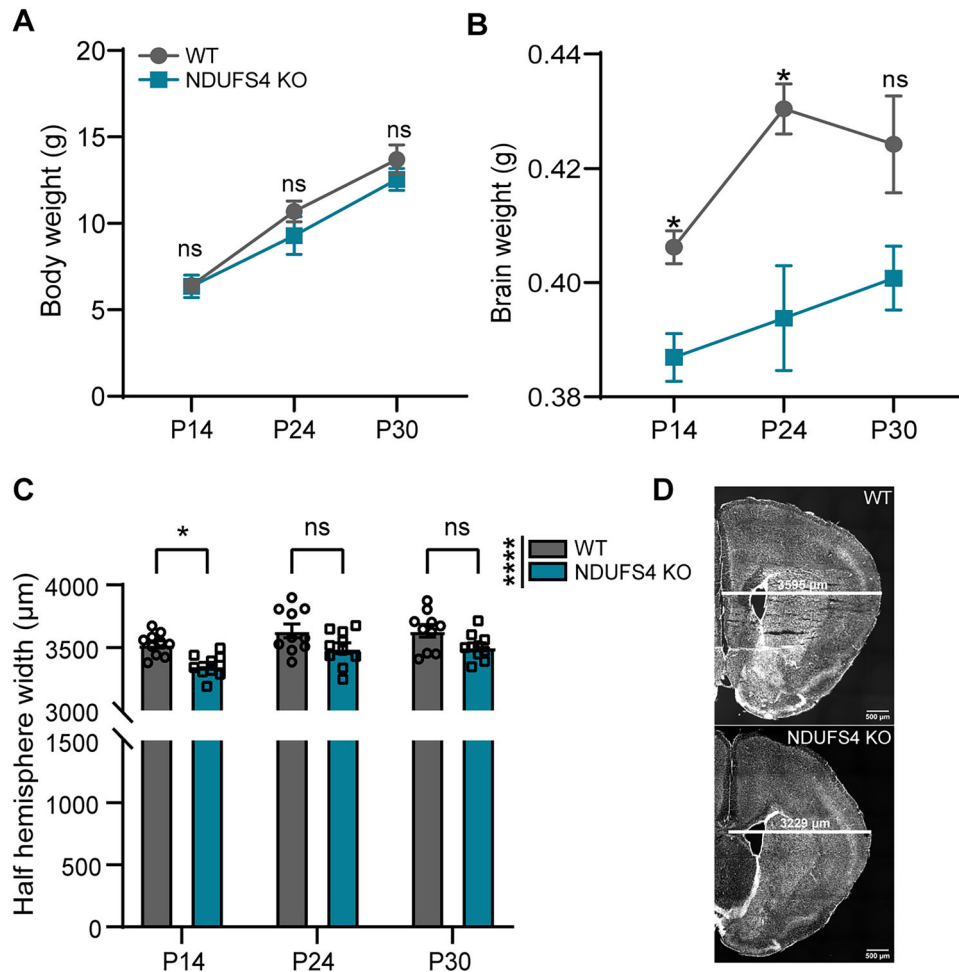 A
Body weight (g)
20
15
10
5
0
WT
NDUFS4 KO
ns
ns
ns
P14
P24
P30
B
Brain weight (g)
0.44
0.42
0.40
0.38
*
*
ns
P14
P24
P30
C
Half hemisphere width (µm)
4000
3500
3000
1500
1000
500
0
*
ns
ns
****
WT
NDUFS4 KO
P14
P24
P30
D
WT
3595 µm
500 µm
NDUFS4 KO
3229 µm
500 µm